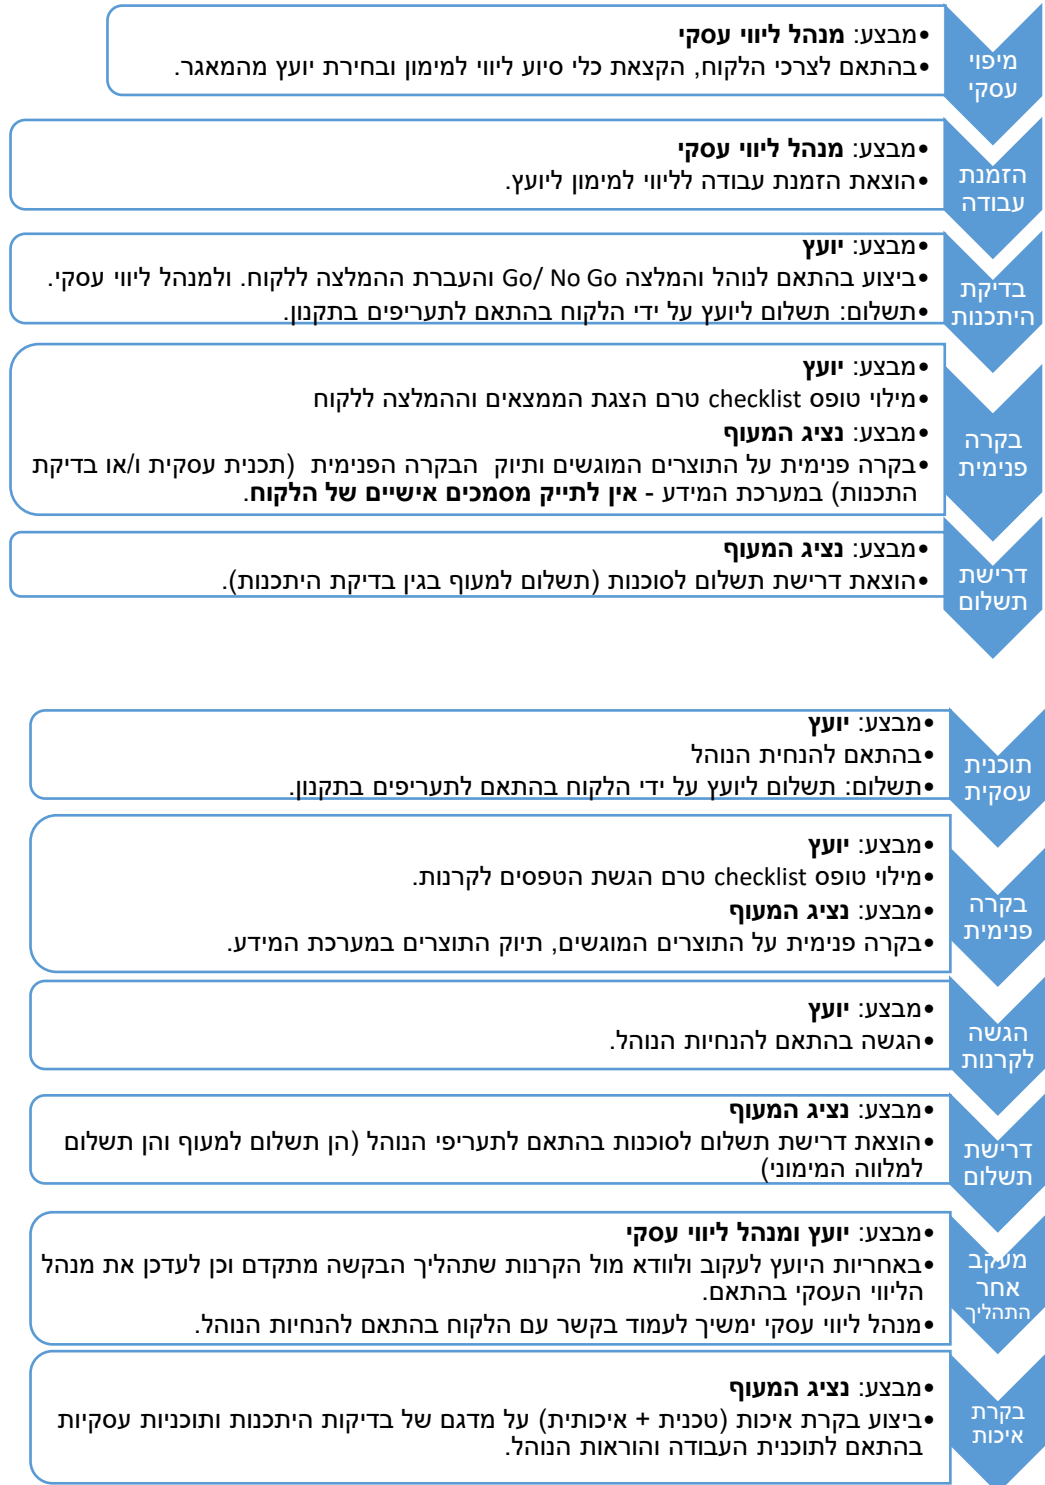 מיפוי
עסקי
•מבצע: מנהל ליווי עסקי
•בהתאם לצרכי הלקוח, הקצאת כלי סיוע ליווי למימון ובחירת יועץ מהמאגר.
הזמנת
עבודה
•מבצע: מנהל ליווי עסקי
•הוצאת הזמנת עבודה לליווי למימון ליועץ.
בדיקת
היתכנות
•מבצע: יועץ
•ביצוע בהתאם לנוהל והמלצה Go/ No Go והעברת ההמלצה ללקוח. ולמנהל ליווי עסקי.
•תשלום: תשלום ליועץ על ידי הלקוח בהתאם לתעריפים בתקנון.
בקרה
פנימית
•מבצע: יועץ
•מילוי טופס checklist טרם הצגת הממצאים וההמלצה ללקוח
•מבצע: נציג המעוף
•בקרה פנימית על התוצרים המוגשים ותיוק הבקרה הפנימית (תכנית עסקית ו/או בדיקת
התכנות) במערכת המידע - אין לתייק מסמכים אישיים של הלקוח.
דרישת
תשלום
•מבצע: נציג המעוף
•הוצאת דרישת תשלום לסוכנות (תשלום למעוף בגין בדיקת היתכנות).
תוכנית
עסקית
•מבצע: יועץ
•בהתאם להנחית הנוהל
•תשלום: תשלום ליועץ על ידי הלקוח בהתאם לתעריפים בתקנון.
בקרה
פנימית
•מבצע: יועץ
•מילוי טופס checklist טרם הגשת הטפסים לקרנות.
•מבצע: נציג המעוף
•בקרה פנימית על התוצרים המוגשים, תיוק התוצרים במערכת המידע.
הגשה
לקרנות
•מבצע: יועץ
•הגשה בהתאם להנחיות הנוהל.
דרישת
תשלום
•מבצע: נציג המעוף
•הוצאת דרישת תשלום לסוכנות בהתאם לתעריפי הנוהל (הן תשלום למעוף והן תשלום
למלווה המימוני)
מעקב
אחר
התהליך
•מבצע: יועץ ומנהל ליווי עסקי
•באחריות היועץ לעקוב ולוודא מול הקרנות שתהליך הבקשה מתקדם וכן לעדכן את מנהל
הליווי העסקי בהתאם.
•מנהל ליווי עסקי ימשיך לעמוד בקשר עם הלקוח בהתאם להנחיות הנוהל.
בקרת
איכות
•מבצע: נציג המעוף
•ביצוע בקרת איכות (טכנית + איכותית) על מדגם של בדיקות היתכנות ותוכניות עסקיות
בהתאם לתוכנית העבודה והוראות הנוהל.